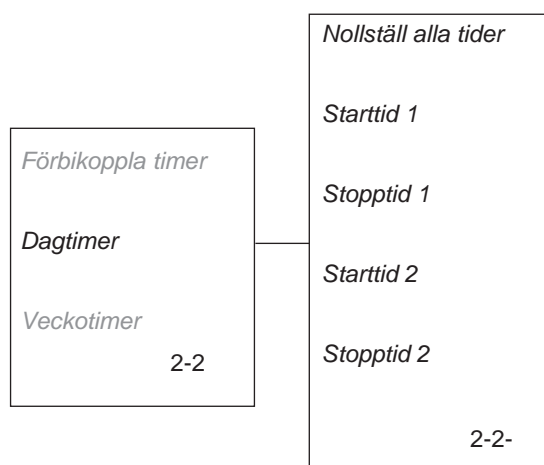 Förbikoppla timer
Dagtimer
Veckotimer
2-2
Nollställ alla tider
Starttid 1
Stopptid 1
Starttid 2
Stopptid 2
2-2-